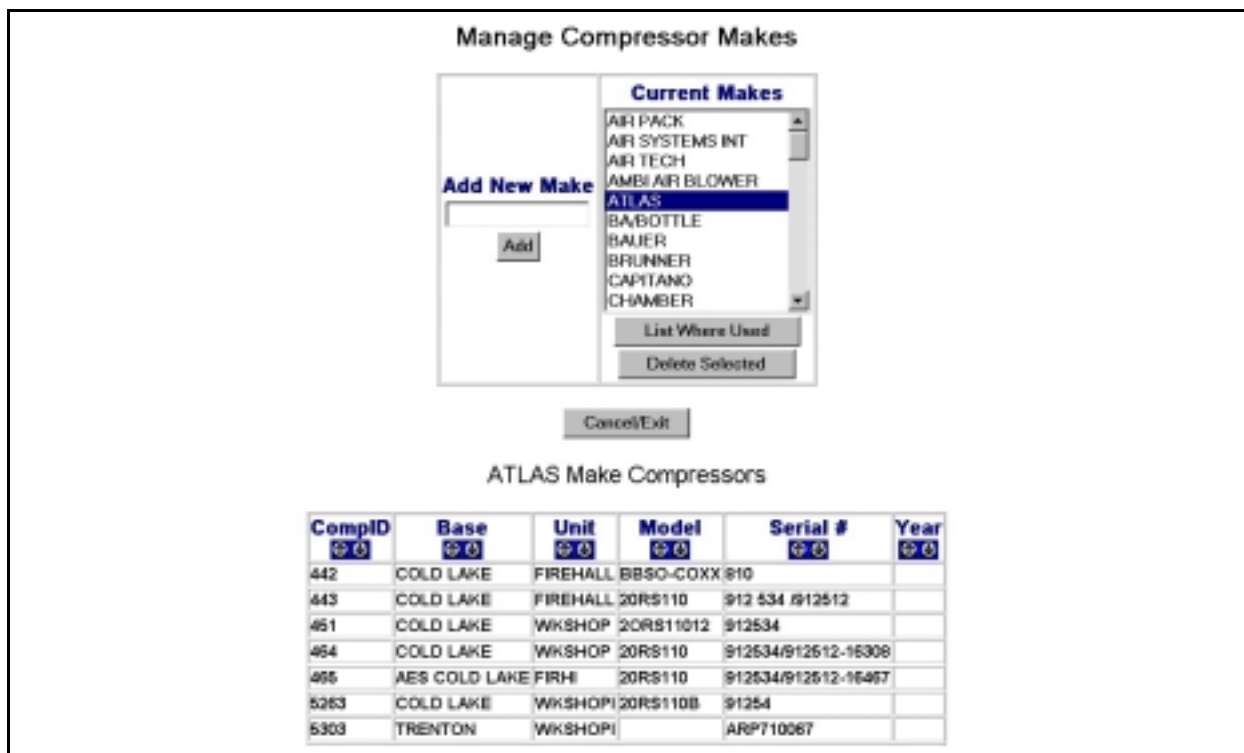 Manage Compressor Makes
Current Makes
AIR PACK
AIR SYSTEMS INT
AIR TECH
AMBI AIR BLOWER
ATLAS
BA/BOTTLE
BAUER
BRUNNER
CAPITANO
CHAMBER
Add New Make
Add
List Where Used
Delete Selected
Cancel/Exit
ATLAS Make Compressors
CompID Base Unit Model Serial # Year
442 COLD LAKE FIREHALL BBSO-COXX 810
443 COLD LAKE FIREHALL 20RS110 912 534 /912512
451 COLD LAKE WKSHOP 2ORS11012 912534
464 COLD LAKE WKSHOP 20RS110 912534/912512-16308
465 AES COLD LAKE FIRHI 20RS110 912534/912512-16467
5263 COLD LAKE WKSHOPI 20RS110B 91254
5303 TRENTON WKSHOPI ARP710067